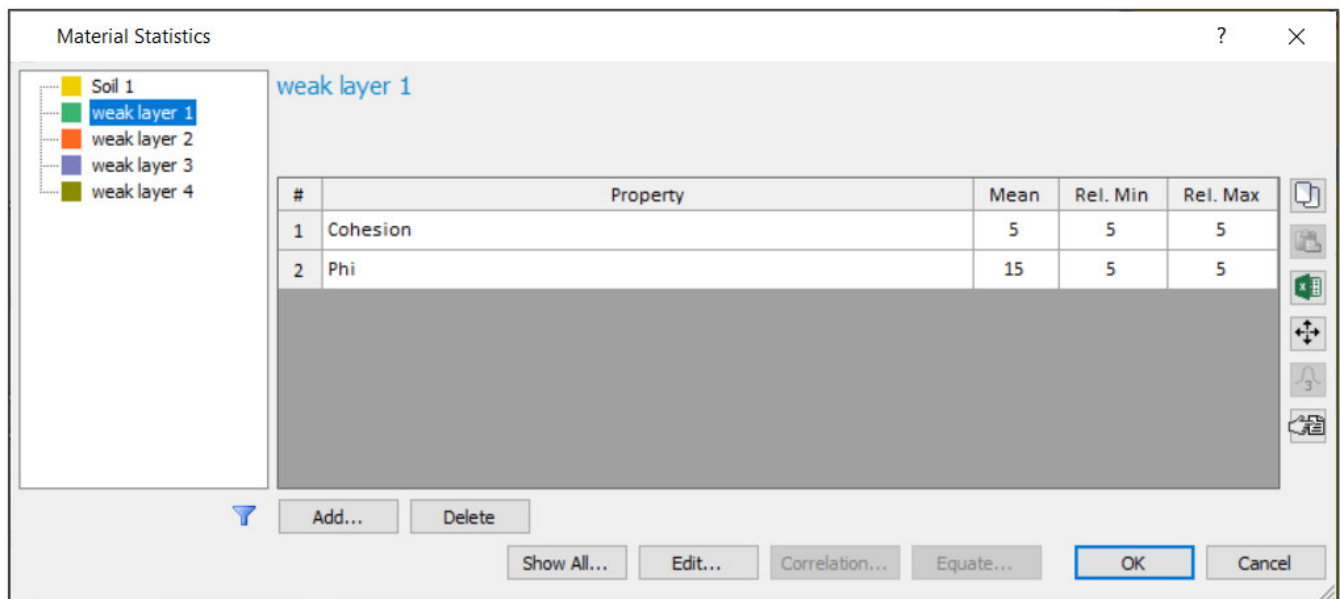 Material Statistics ? ×
Soil 1
weak layer 1
weak layer 2
weak layer 3
weak layer 4
weak layer 1
# Property Mean Rel. Min Rel. Max
1 Cohesion 5 5 5
2 Phi 15 5 5
3
Add... Delete
Show All... Edit... Correlation... Equate... OK Cancel